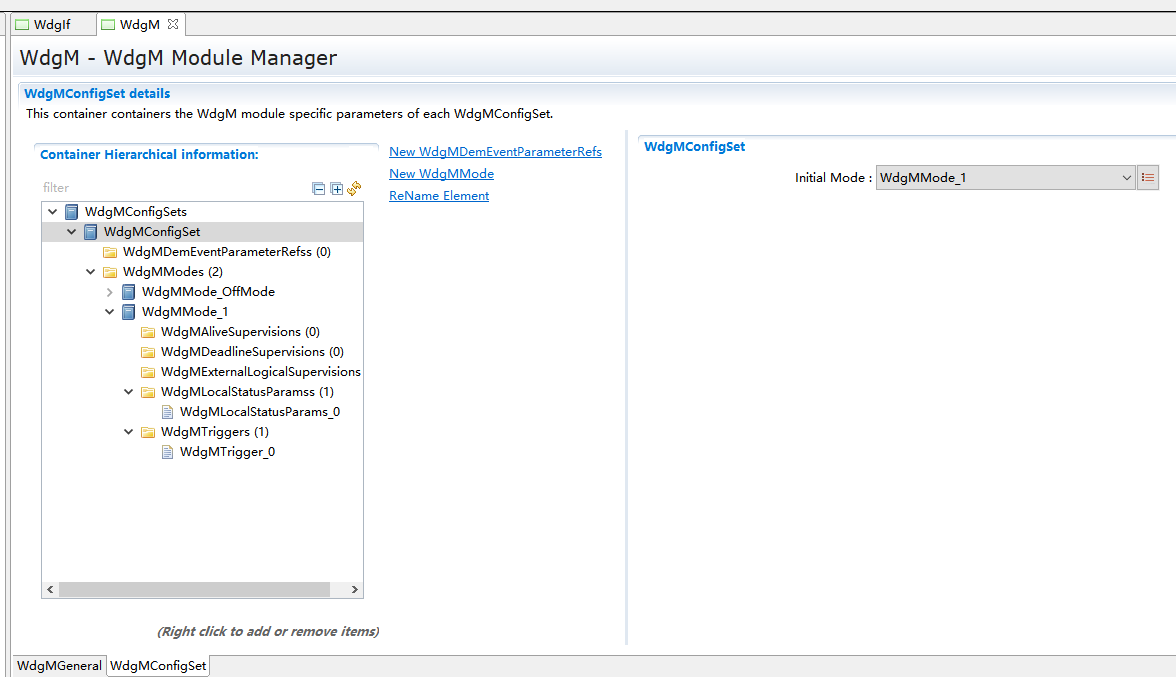 WdgIf
WdgM
WdgM - WdgM Module Manager
WdgMConfigSet details
This container containers the WdgM module specific parameters of each WdgMConfigSet.
Container Hierarchical information:
filter
WdgMConfigSets
WdgMConfigSet
WdgMDemEventParameterRefss (0)
WdgMModes (2)
WdgMMode_OffMode
WdgMMode_1
WdgMAliveSupervisions (0)
WdgMDeadlineSupervisions (0)
WdgMExternalLogicalSupervisions
WdgMLocalStatusParamss (1)
WdgMLocalStatusParams_0
WdgMTriggers (1)
WdgMTrigger_0
(Right click to add or remove items)
New WdgMDemEventParameterRefs
New WdgMMode
ReName Element
WdgMConfigSet
Initial Mode : WdgMMode_1
WdgMGeneral
WdgMConfigSet